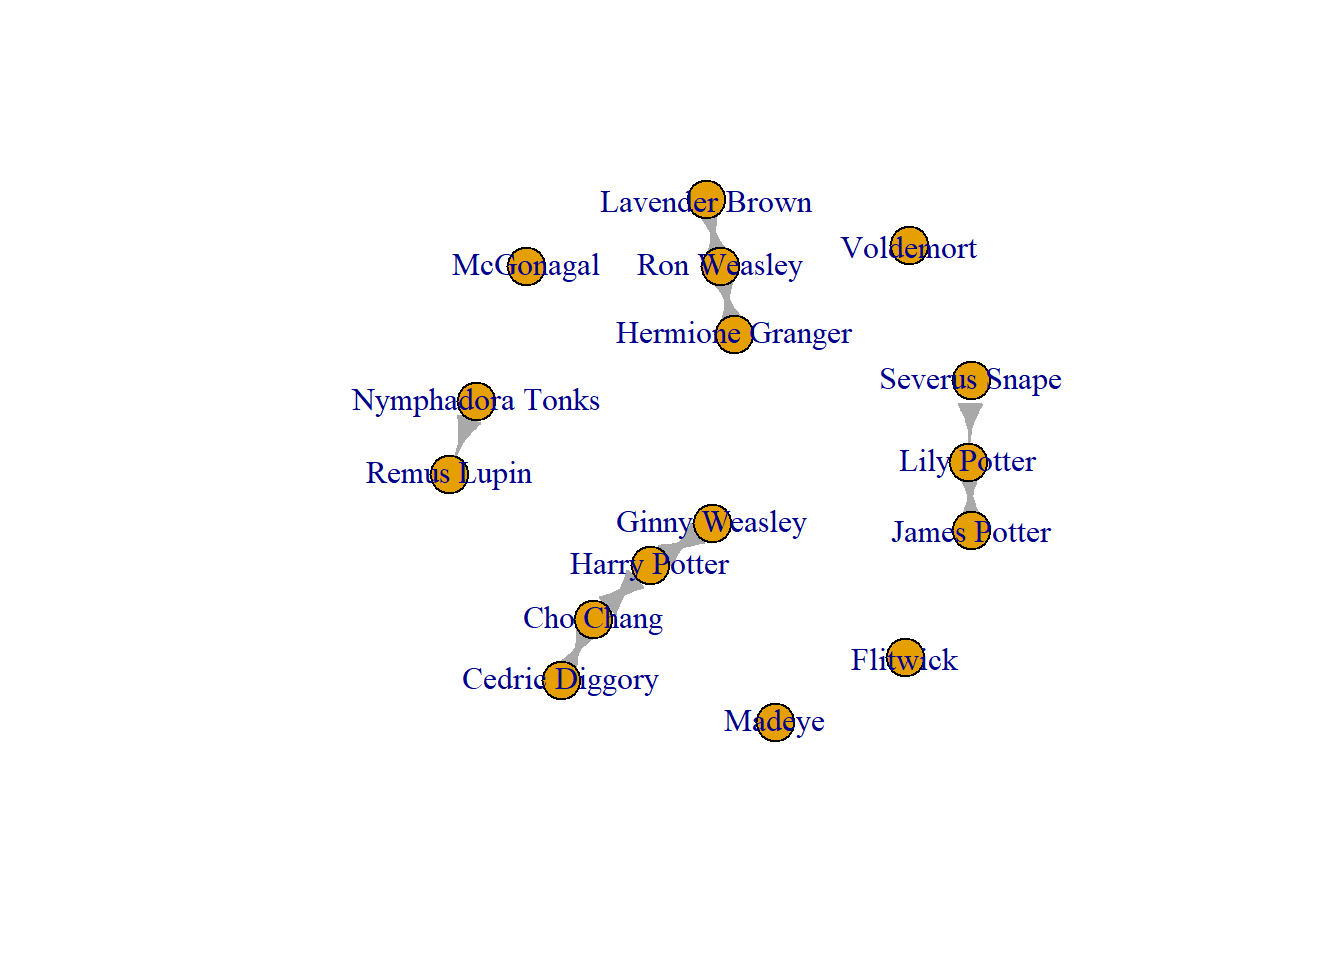 Lavender Brown
Voldemort
McGonagal
Ron Weasley
Hermione Granger
Severus Snape
Nymphadora Tonks
Lily Potter
Remus Lupin
Ginny Weasley
James Potter
Harry Potter
Cho Chang
Flitwick
Cedric Diggory
Madeye